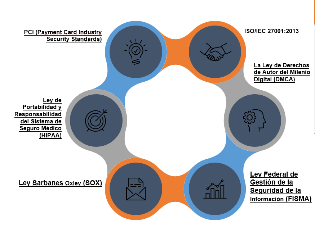 PCI (Payment Card Industry
Security Standards)
ISO/IEC 27001:2013
La Ley de Derechos
de Autor del Milenio
Digital (DMCA)
Ley de
Portabilidad y
Responsabilidad
del Sistema de
Seguro Médico
(HIPAA)
Ley Sarbanes Oxley (SOX)
Ley Federal de
Gestión de la
Seguridad de la
Información (FISMA)